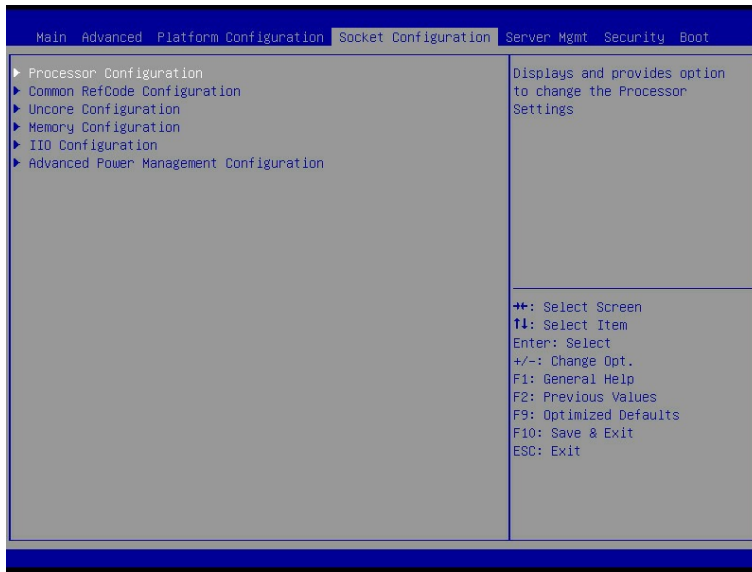 Main Advanced Platform Configuration Socket Configuration Server Mgmt Security Boot
▶ Processor Configuration
▶ Common RefCode Configuration
▶ Uncore Configuration
▶ Memory Configuration
▶ IIO Configuration
▶ Advanced Power Management Configuration
Displays and provides option
to change the Processor
Settings
→←: Select Screen
↑↓: Select Item
Enter: Select
+/-: Change Opt.
F1: General Help
F2: Previous Values
F9: Optimized Defaults
F10: Save & Exit
ESC: Exit